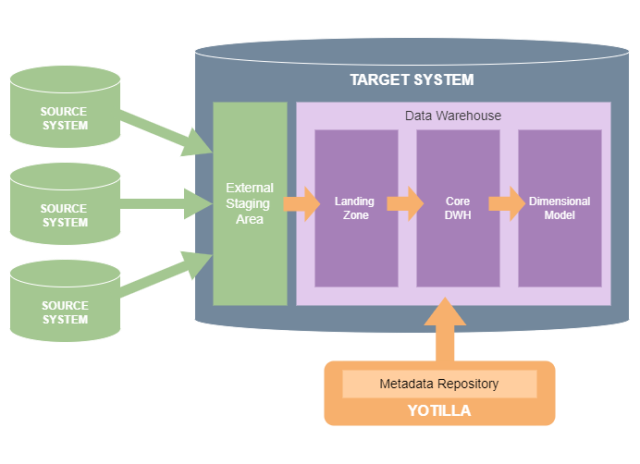 TARGET SYSTEM
SOURCE
SYSTEM
SOURCE
SYSTEM
SOURCE
SYSTEM
External
Staging
Area
Data Warehouse
Landing
Zone
Core
DWH
Dimensional
Model
Metadata Repository
YOTILLA